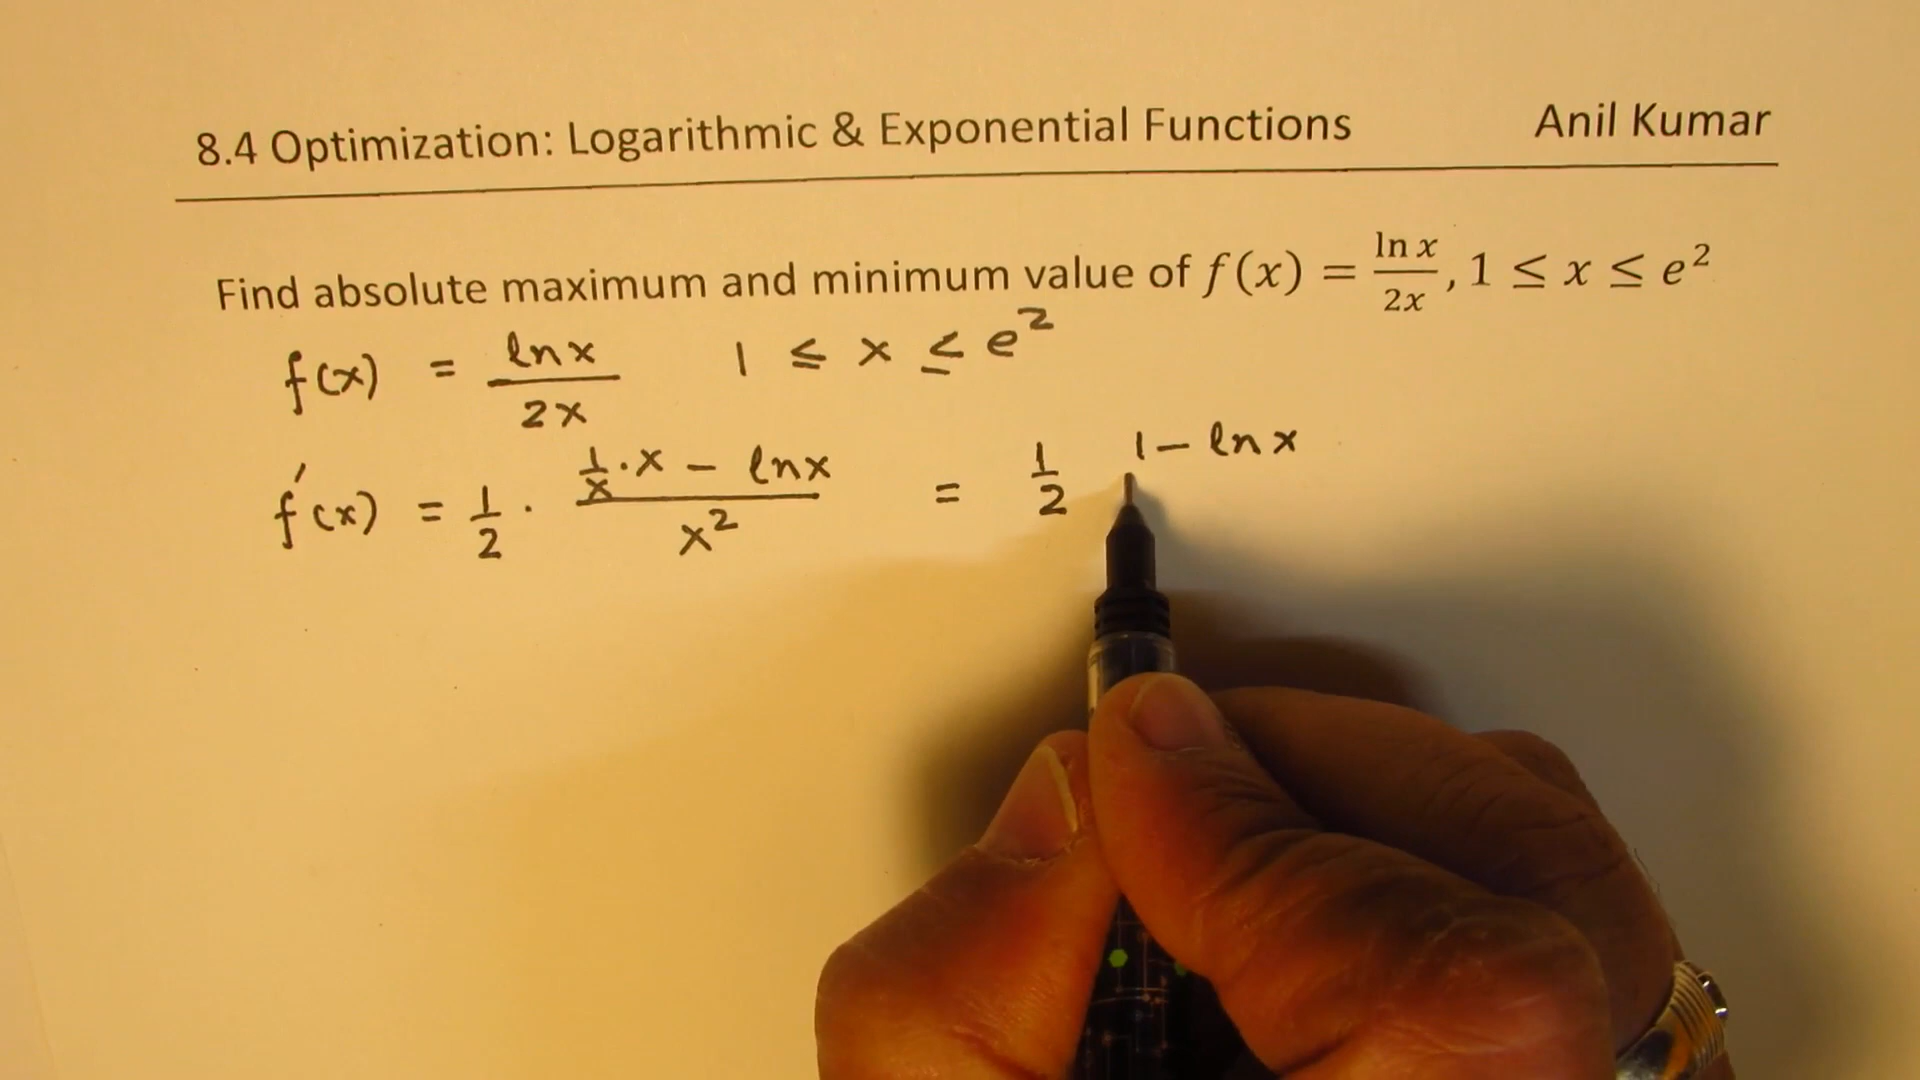 8.4 Optimization: Logarithmic & Exponential Functions Anil Kumar
Find absolute maximum and minimum value of f(x) = ln x / 2x , 1 ≤ x ≤ e²
f(x) = ln x / 2x 1 ≤ x ≤ e²
f′(x) = 1/2 · (1/x · x − ln x) / x² = 1/2 1 − ln x